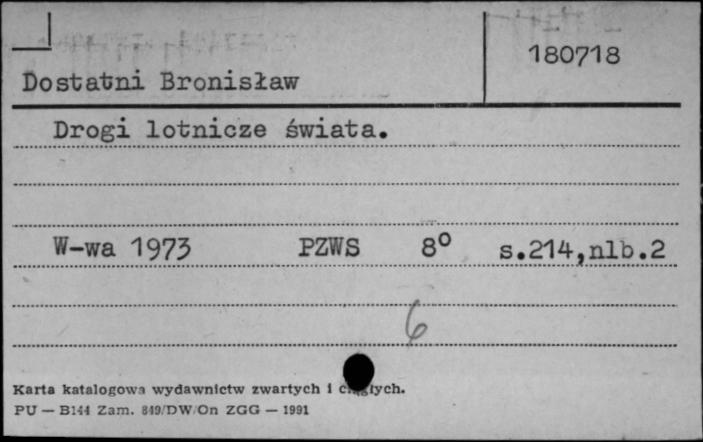 180718
Dostatni Bronisław
Drogi lotnicze świata.
W-wa 1973 PZWS 8° s.214,nlb.2
6
Karta katalogowa wydawnictw zwartych i ciągłych.
PU — B144 Zam. 849/DW/On ZGG — 1991